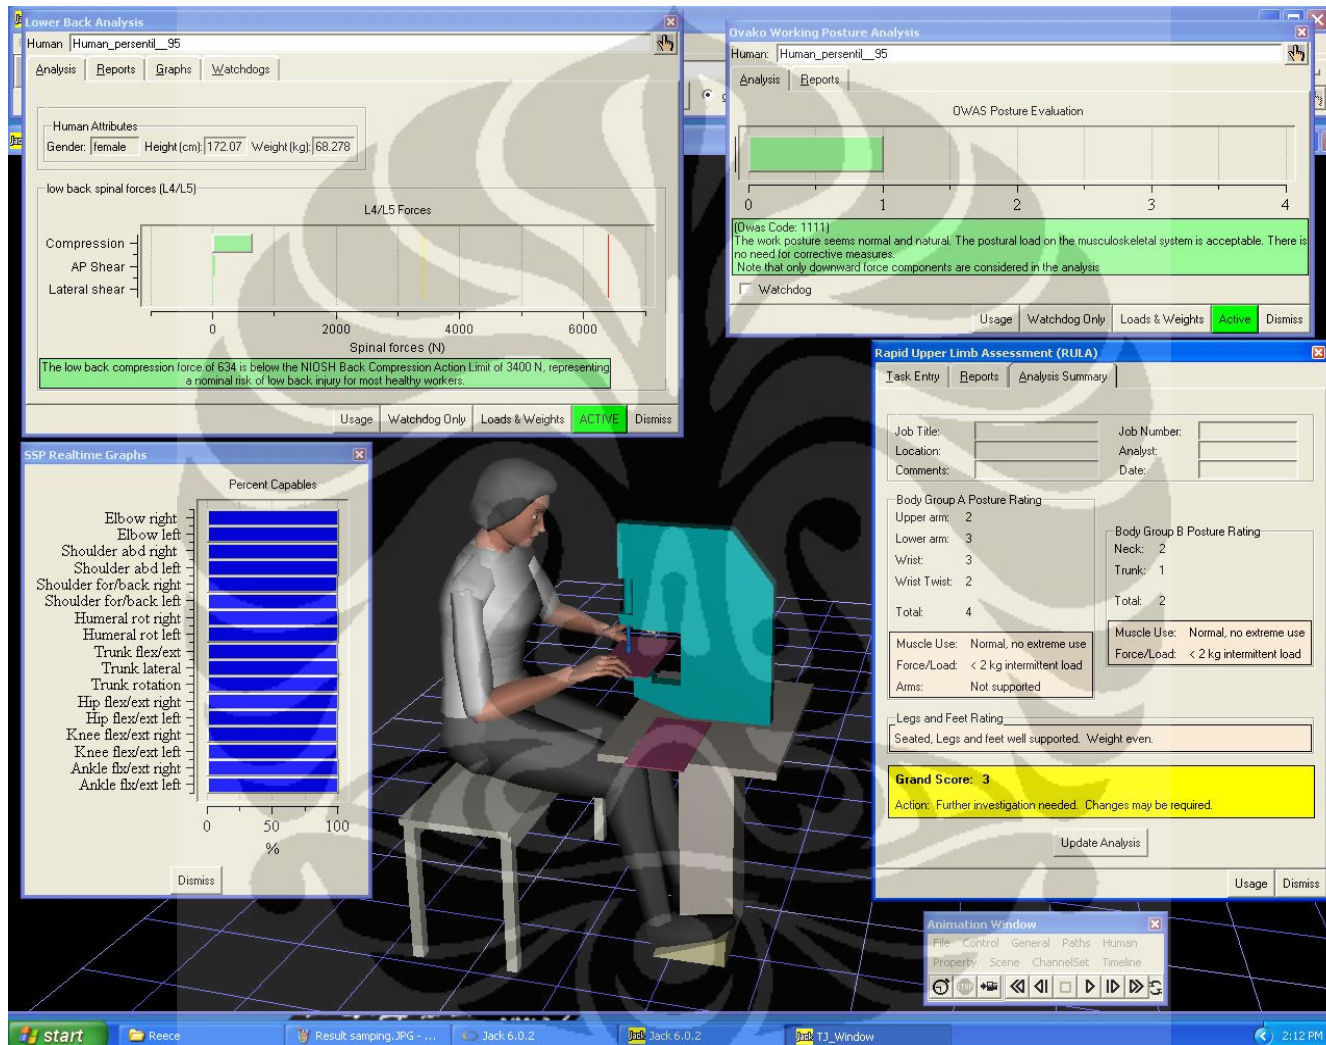 Lower Back Analysis
Human Human_persentil__95
Analysis Reports Graphs Watchdogs
Human Attributes
Gender: female Height (cm): 172.07 Weight (kg): 68.278
low back spinal forces (L4/L5)
L4/L5 Forces
Compression
AP Shear
Lateral shear
0 2000 4000 6000
Spinal forces (N)
The low back compression force of 634 is below the NIOSH Back Compression Action Limit of 3400 N, representing
a nominal risk of low back injury for most healthy workers.
Usage Watchdog Only Loads & Weights ACTIVE Dismiss
Ovako Working Posture Analysis
Human: Human_persentil__95
Analysis Reports
OWAS Posture Evaluation
0 1 2 3 4
(Owas Code: 1111)
The work posture seems normal and natural. The postural load on the musculoskeletal system is acceptable. There is
no need for corrective measures.
Note that only downward force components are considered in the analysis
Watchdog
Usage Watchdog Only Loads & Weights Active Dismiss
SSP Realtime Graphs
Percent Capables
Elbow right
Elbow left
Shoulder abd right
Shoulder abd left
Shoulder for/back right
Shoulder for/back left
Humeral rot right
Humeral rot left
Trunk flex/ext
Trunk lateral
Trunk rotation
Hip flex/ext right
Hip flex/ext left
Knee flex/ext right
Knee flex/ext left
Ankle flx/ext right
Ankle flx/ext left
0 50 100
%
Dismiss
Rapid Upper Limb Assessment (RULA)
Task Entry Reports Analysis Summary
Job Title: Job Number:
Location: Analyst:
Comments: Date:
Body Group A Posture Rating
Upper arm: 2
Lower arm: 3
Wrist: 3
Wrist Twist: 2
Total: 4
Muscle Use: Normal, no extreme use
Force/Load: < 2 kg intermittent load
Arms: Not supported
Body Group B Posture Rating
Neck: 2
Trunk: 1
Total: 2
Muscle Use: Normal, no extreme use
Force/Load: < 2 kg intermittent load
Legs and Feet Rating
Seated, Legs and feet well supported. Weight even.
Grand Score: 3
Action: Further investigation needed. Changes may be required.
Update Analysis
Usage Dismiss
Animation Window
File Control General Paths Human
Property Scene ChannelSet Timeline
STOP
start Reece Result samping.JPG - ... Jack 6.0.2 Jack Jack 6.0.2 Jack TJ_Window 2:12 PM